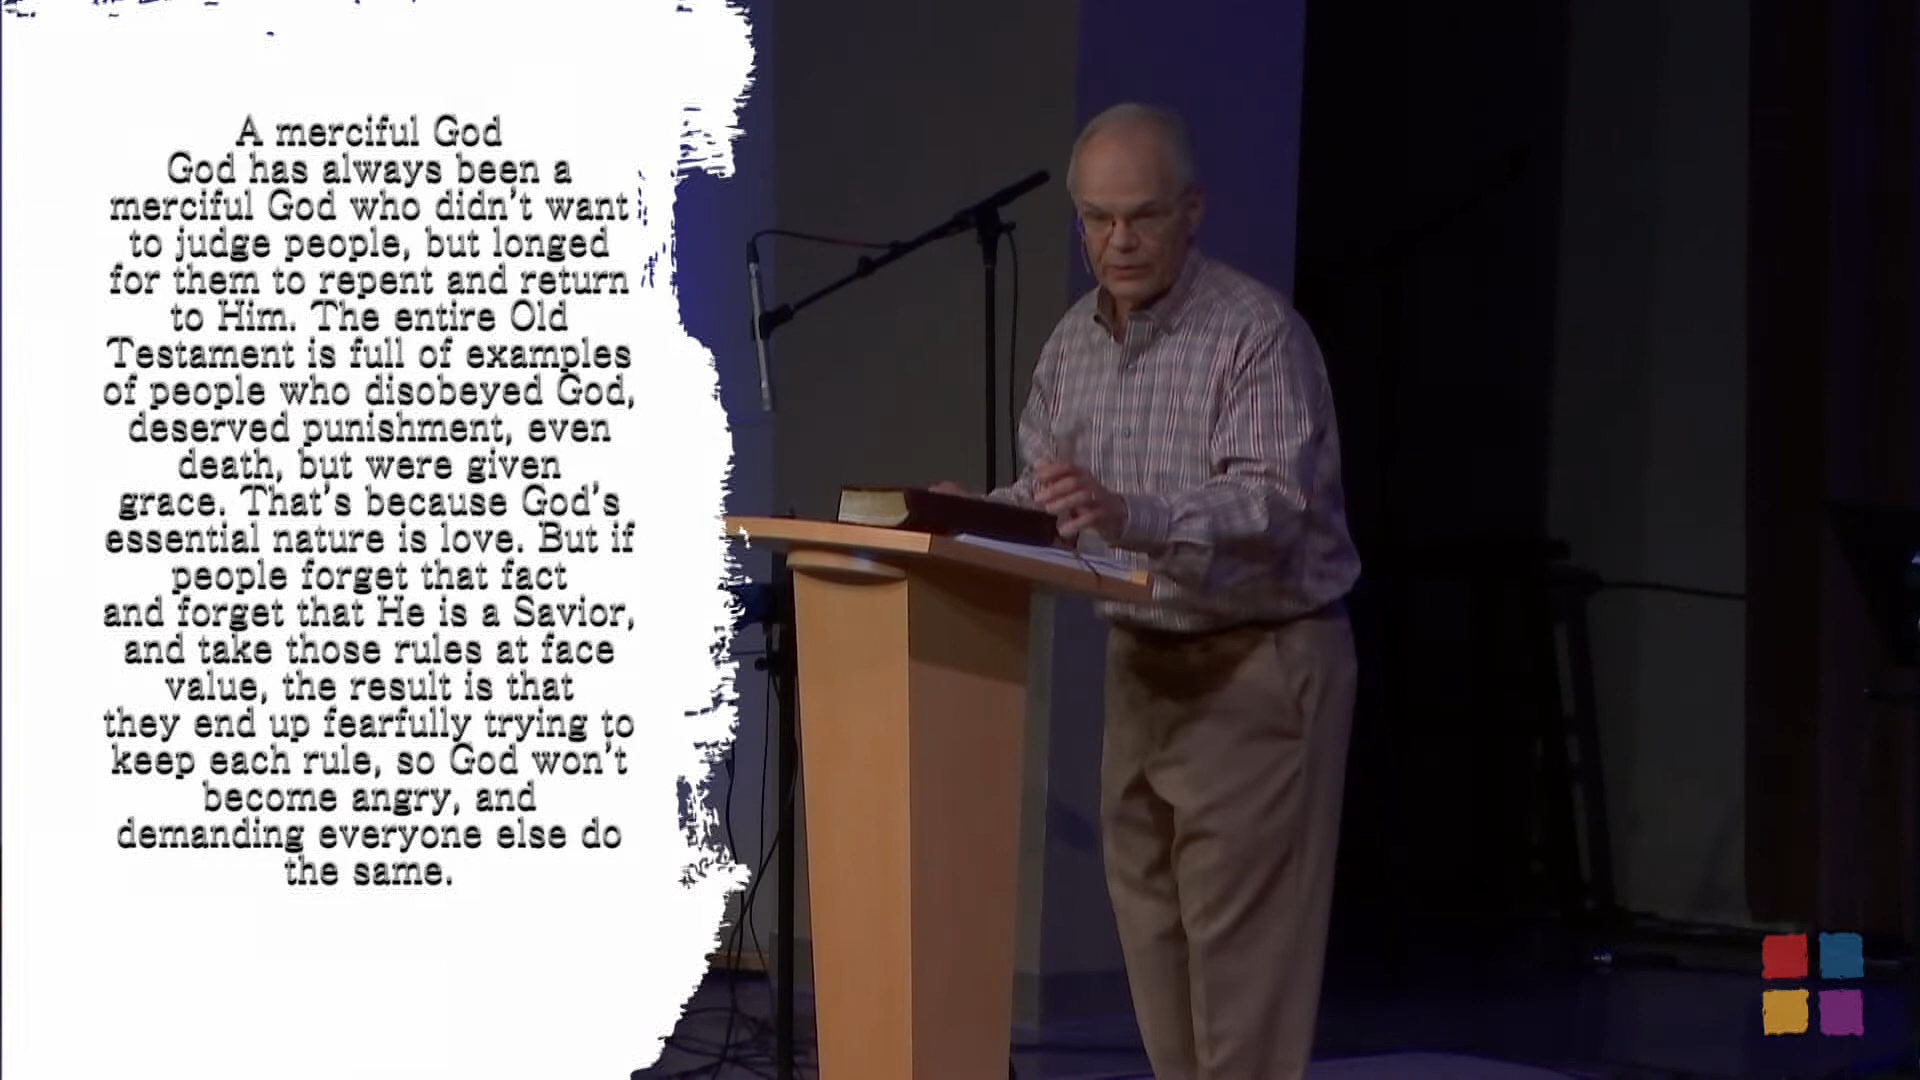 A merciful God
God has always been a
merciful God who didn't want
to judge people, but longed
for them to repent and return
to Him. The entire Old
Testament is full of examples
of people who disobeyed God,
deserved punishment, even
death, but were given
grace. That's because God's
essential nature is love. But if
people forget that fact
and forget that He is a Savior,
and take those rules at face
value, the result is that
they end up fearfully trying to
keep each rule, so God won't
become angry, and
demanding everyone else do
the same.